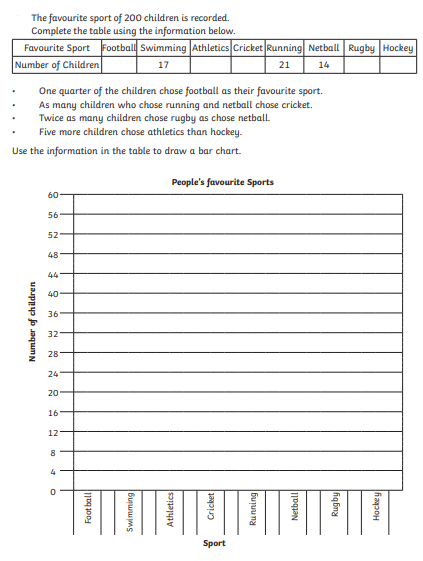 The favourite sport of 200 children is recorded.
Complete the table using the information below.
Favourite Sport Football Swimming Athletics Cricket Running Netball Rugby Hockey
Number of Children 17 21 14
• One quarter of the children chose football as their favourite sport.
• As many children who chose running and netball chose cricket.
• Twice as many children chose rugby as chose netball.
• Five more children chose athletics than hockey.
Use the information in the table to draw a bar chart.
People's favourite Sports
Number of children
60
56
52
48
44
40
36
32
28
24
20
16
12
8
4
0
Football Swimming Athletics Cricket Running Netball Rugby Hockey
Sport